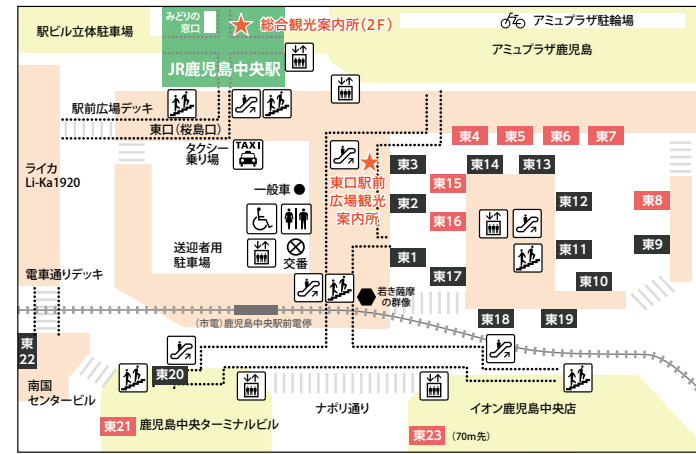 みどりの
窓口
総合観光案内所(2F)
アミュプラザ駐輪場
駅ビル立体駐車場
アミュプラザ鹿児島
JR鹿児島中央駅
駅前広場デッキ
東口(桜島口)
タクシー
乗り場
TAXI
東4
東5
東6
東7
ライカ
Li-Ka1920
東3
東14
東13
東口駅前
広場観光
案内所
東15
一般車
東2
東12
東8
東16
送迎者用
駐車場
交番
東1
東11
東9
電車通りデッキ
東17
東10
若き薩摩
の群像
(市電)鹿児島中央駅前電停
東18
東19
東
22
南国
センタービル
東20
ナポリ通り
イオン鹿児島中央店
東21
鹿児島中央ターミナルビル
東23
(70m先)